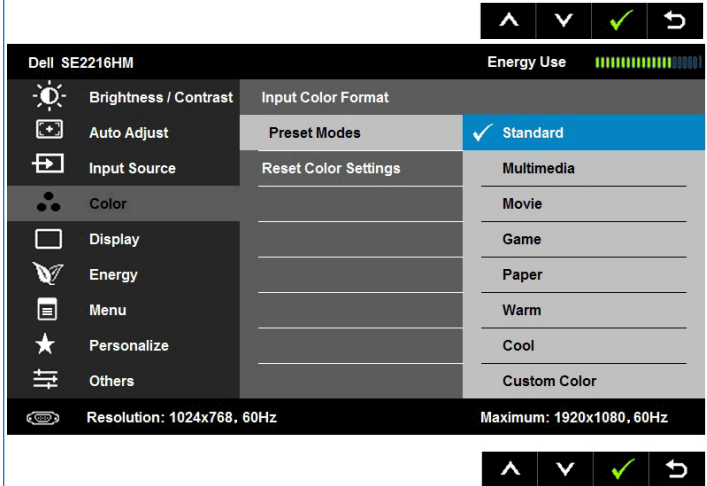 Dell SE2216HM Energy Use
Brightness / Contrast Input Color Format
Auto Adjust Preset Modes Standard
Input Source Reset Color Settings Multimedia
Color Movie
Display Game
Energy Paper
Menu Warm
Personalize Cool
Others Custom Color
Resolution: 1024x768, 60Hz Maximum: 1920x1080, 60Hz